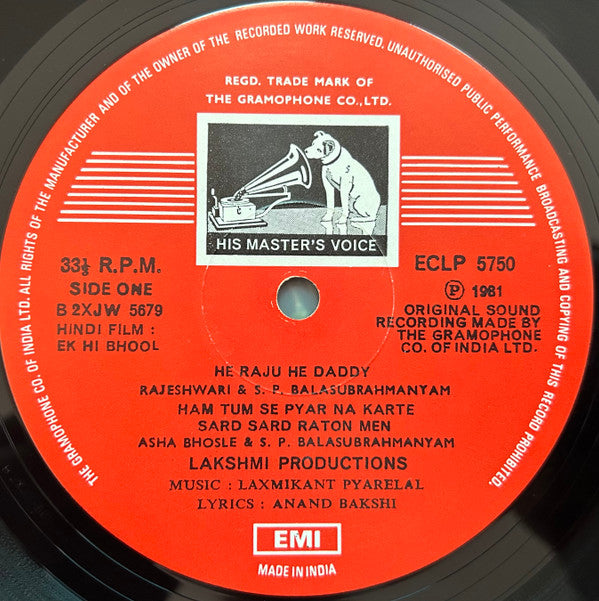 THE GRAMOPHONE CO. OF INDIA LTD. ALL RIGHTS OF THE MANUFACTURER AND OF THE OWNER OF THE RECORDED WORK RESERVED. UNAUTHORISED PUBLIC PERFORMANCE BROADCASTING AND COPYING OF THIS RECORD PROHIBITED.
REGD. TRADE MARK OF
THE GRAMOPHONE CO., LTD.
HIS MASTER'S VOICE
33⅓ R.P.M.
SIDE ONE
B 2XJW 5679
HINDI FILM :
EK HI BHOOL
ECLP 5750
Ⓟ 1981
ORIGINAL SOUND
RECORDING MADE BY
THE GRAMOPHONE
CO. OF INDIA LTD.
HE RAJU HE DADDY
RAJESHWARI & S. P. BALASUBRAHMANYAM
HAM TUM SE PYAR NA KARTE
SARD SARD RATON MEN
ASHA BHOSLE & S. P. BALASUBRAHMANYAM
LAKSHMI PRODUCTIONS
MUSIC : LAXMIKANT PYARELAL
LYRICS : ANAND BAKSHI
EMI
MADE IN INDIA